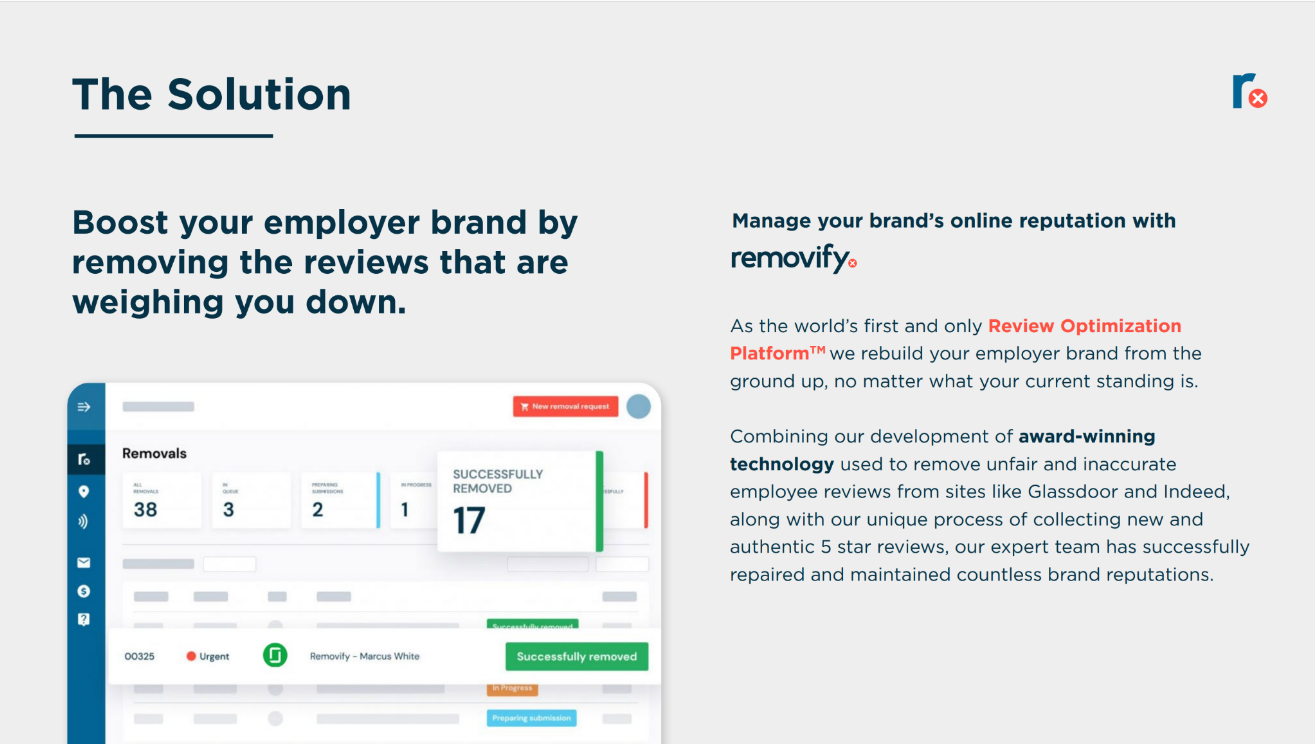 The Solution
Boost your employer brand by
removing the reviews that are
weighing you down.
New removal request
Removals
ALL
REMOVALS
38
IN
QUEUE
3
PREPARING
SUBMISSIONS
2
IN PROGRESS
1
SUCCESSFULLY
REMOVED
17
Successfully removed
00325 Urgent Removify - Marcus White Successfully removed
In Progress
Preparing submission
Manage your brand’s online reputation with
removify
As the world’s first and only Review Optimization
Platform™ we rebuild your employer brand from the
ground up, no matter what your current standing is.
Combining our development of award-winning
technology used to remove unfair and inaccurate
employee reviews from sites like Glassdoor and Indeed,
along with our unique process of collecting new and
authentic 5 star reviews, our expert team has successfully
repaired and maintained countless brand reputations.